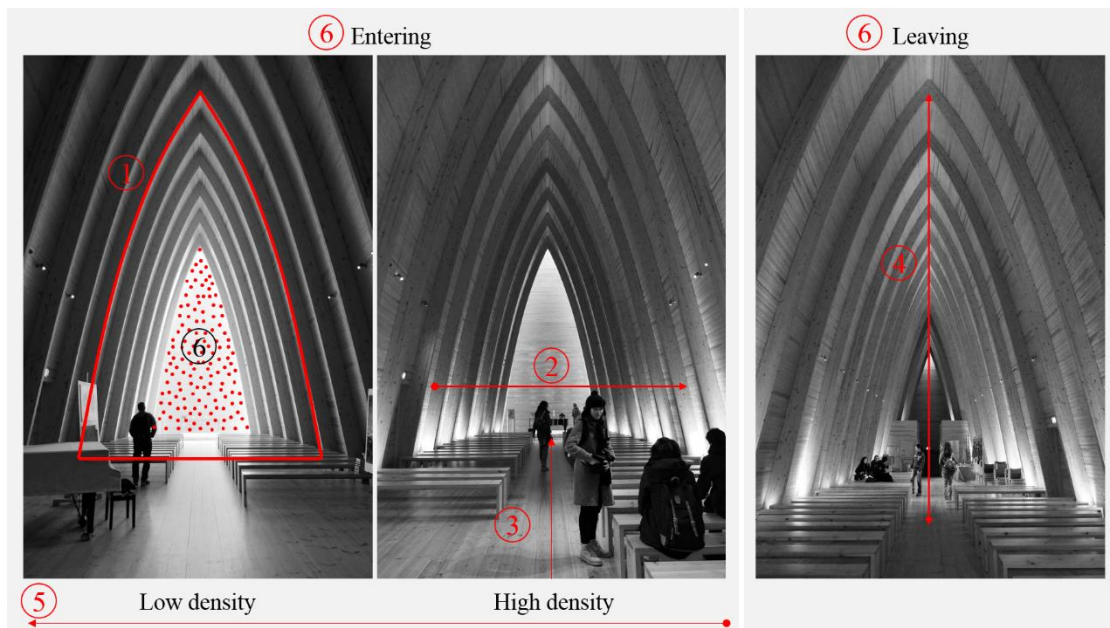 ⑥ Entering
⑥ Leaving
①
⑥
②
③
④
⑤ Low density High density